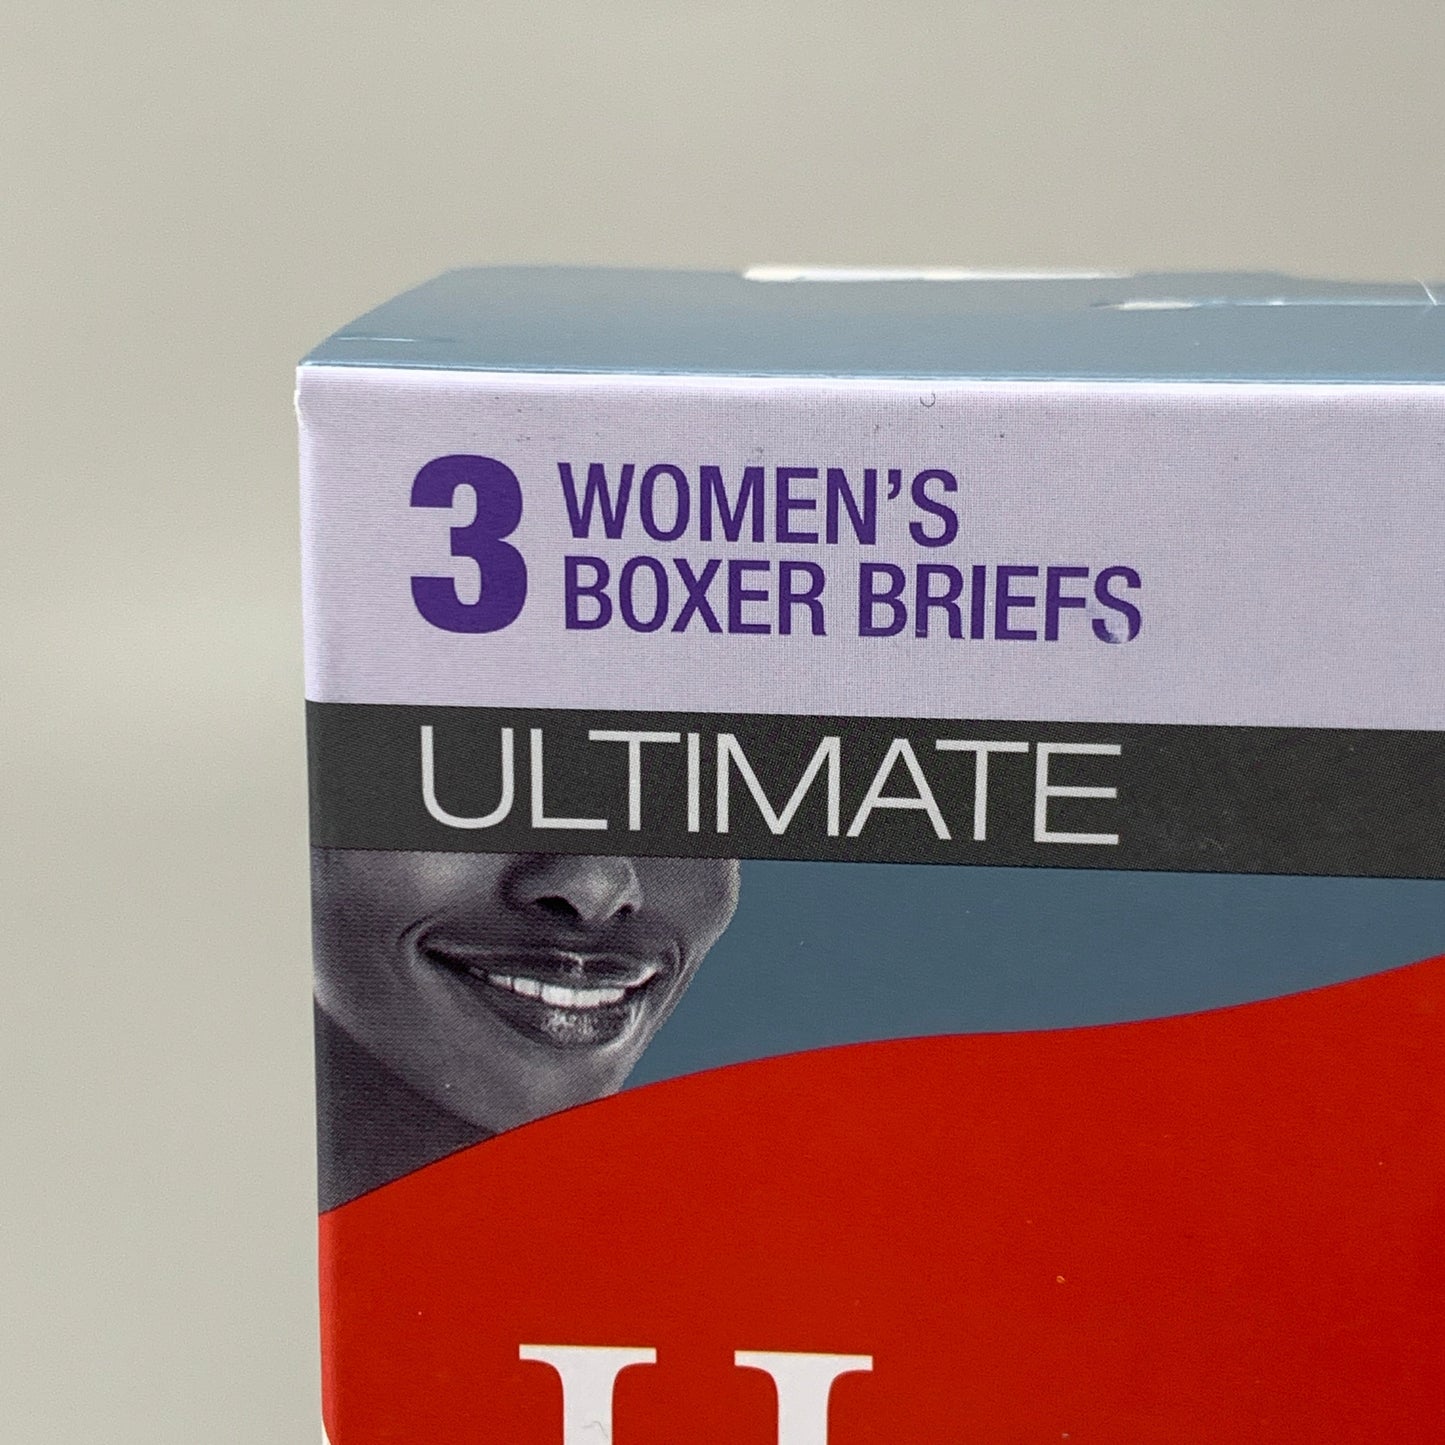 3 WOMEN'S
BOXER BRIEFS
ULTIMATE